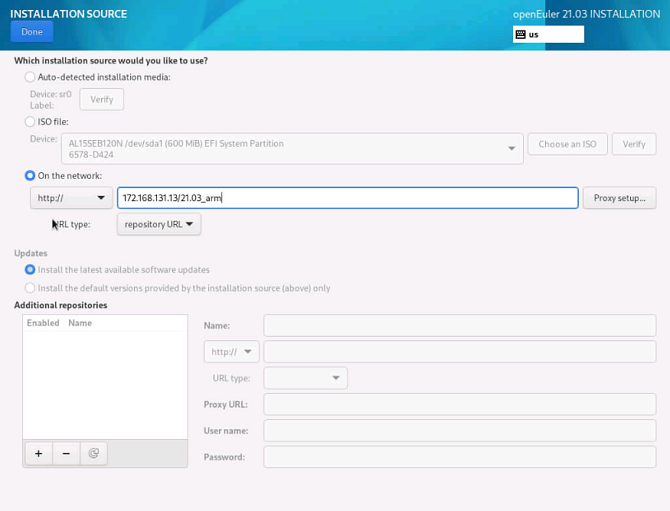 INSTALLATION SOURCE
openEuler 21.03 INSTALLATION
Done
us
Which installation source would you like to use?
Auto-detected installation media:
Device: sr0
Label:
Verify
ISO file:
Device:
AL15SEB120N /dev/sda1 (600 MiB) EFI System Partition
6578-D424
Choose an ISO
Verify
On the network:
http://
172.168.131.13/21.03_arm
Proxy setup...
URL type:
repository URL
Updates
Install the latest available software updates
Install the default versions provided by the installation source (above) only
Additional repositories
Enabled Name
Name:
http://
URL type:
Proxy URL:
User name:
Password: